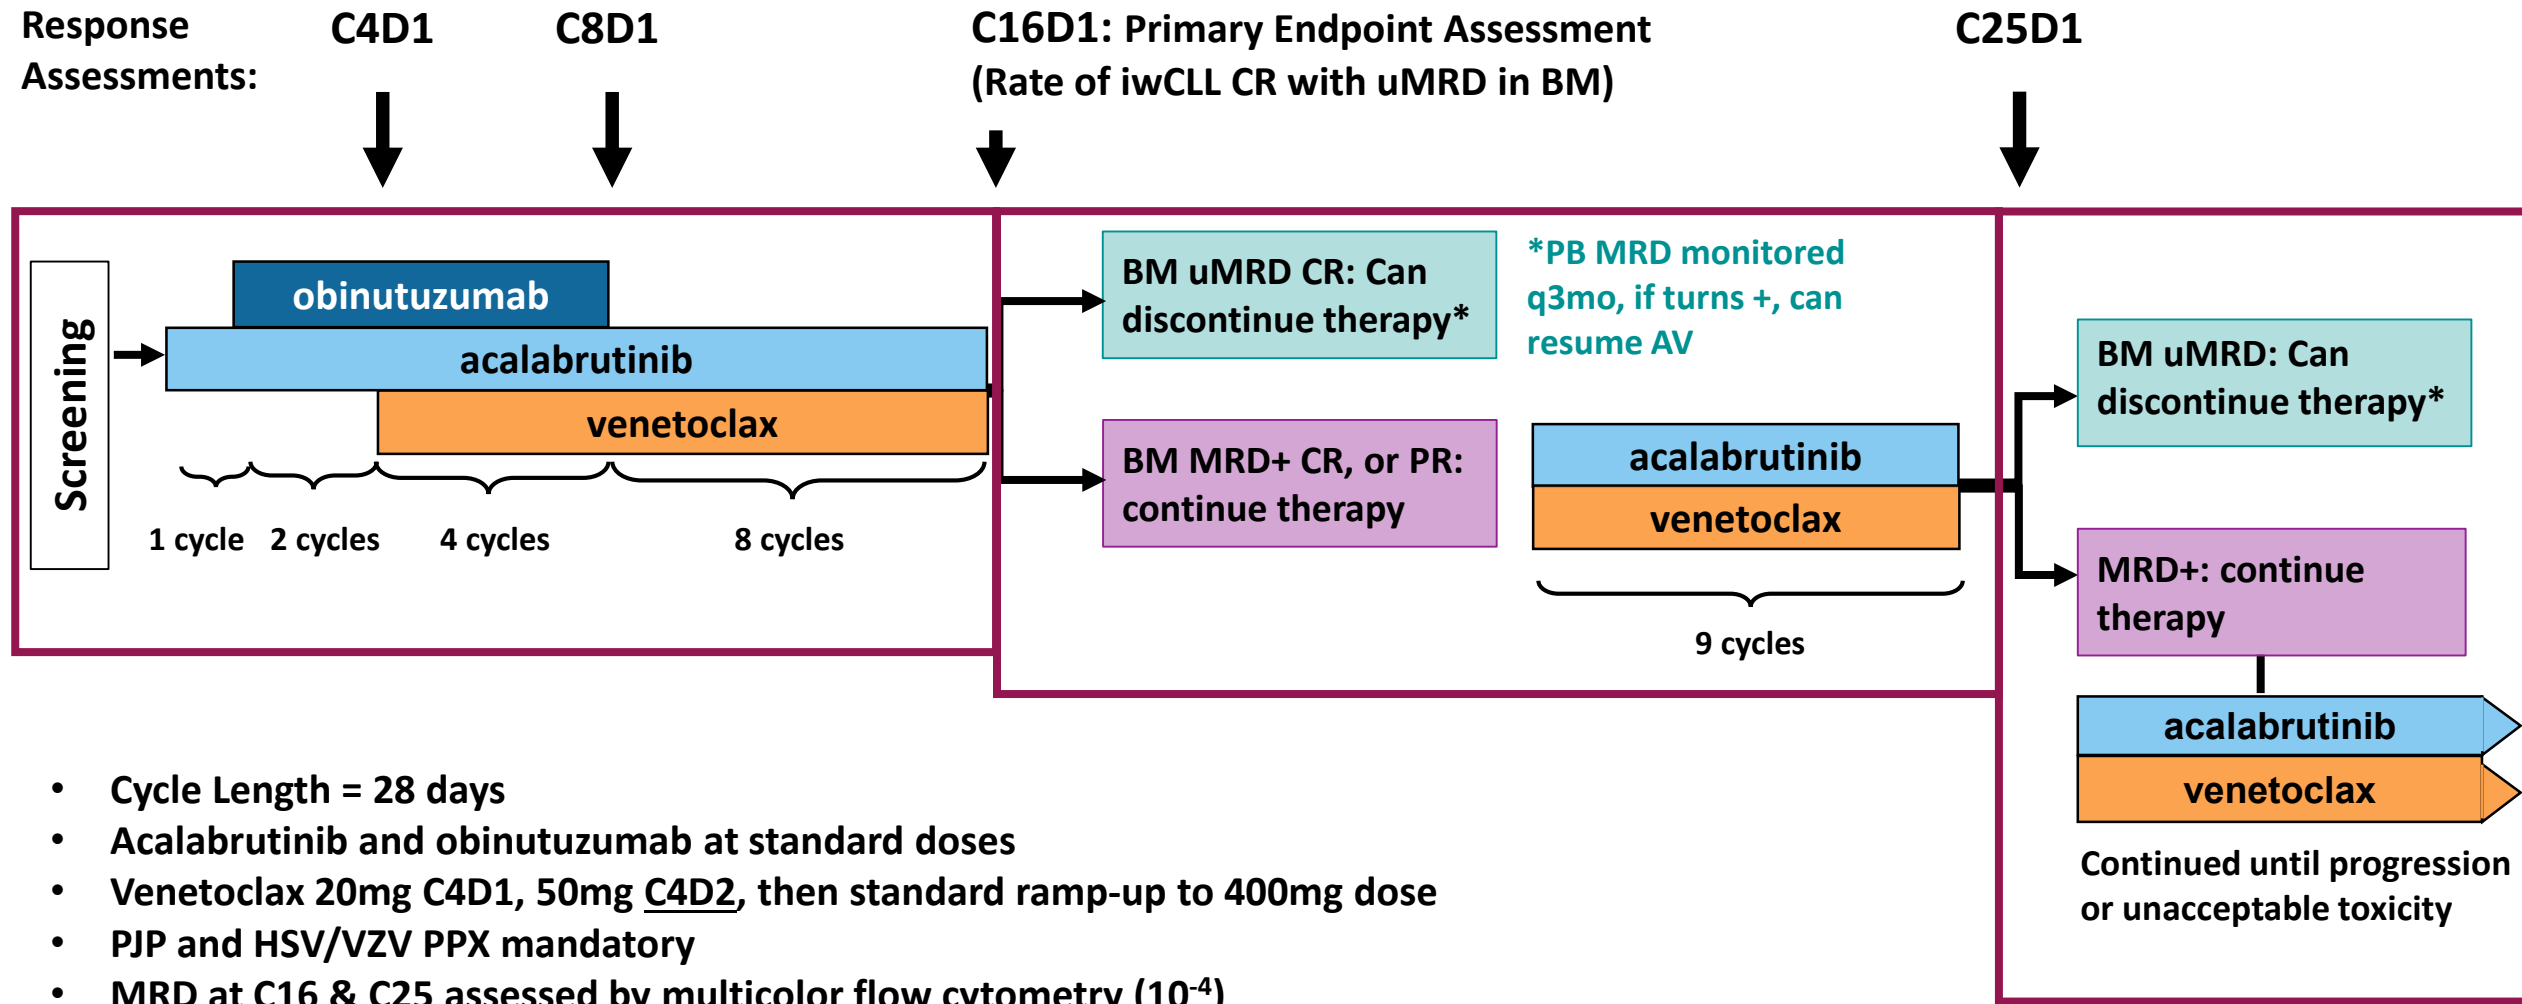 Response
Assessments:
C4D1
C8D1
C16D1: Primary Endpoint Assessment
(Rate of iwCLL CR with uMRD in BM)
C25D1
Screening
obinutuzumab
acalabrutinib
venetoclax
1 cycle
2 cycles
4 cycles
8 cycles
BM uMRD CR: Can
discontinue therapy*
*PB MRD monitored
q3mo, if turns +, can
resume AV
BM MRD+ CR, or PR:
continue therapy
acalabrutinib
venetoclax
9 cycles
BM uMRD: Can
discontinue therapy*
MRD+: continue
therapy
acalabrutinib
venetoclax
Continued until progression
or unacceptable toxicity
• Cycle Length = 28 days
• Acalabrutinib and obinutuzumab at standard doses
• Venetoclax 20mg C4D1, 50mg C4D2, then standard ramp-up to 400mg dose
• PJP and HSV/VZV PPX mandatory
• MRD at C16 & C25 assessed by multicolor flow cytometry (10⁻⁴)